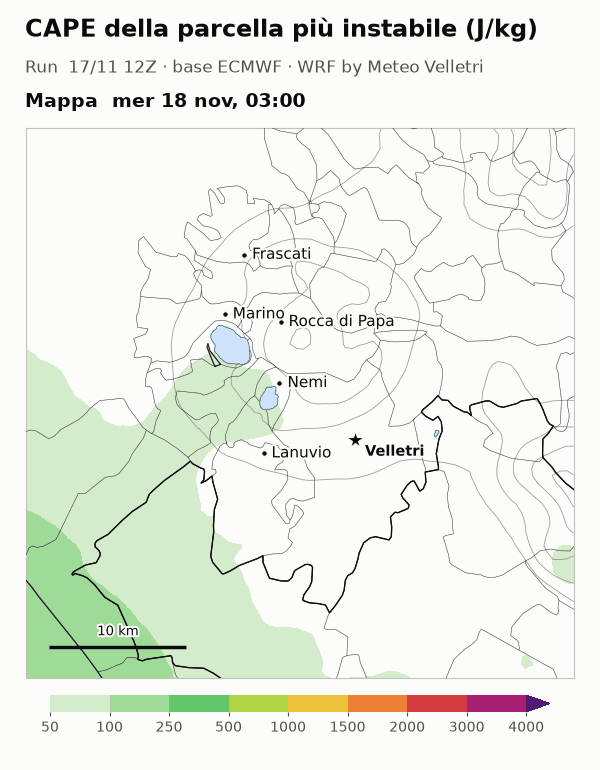 CAPE della parcella più instabile (J/kg)
Run  17/11 12Z · base ECMWF · WRF by Meteo Velletri
Mappa  mer 18 nov, 03:00
Frascati
Marino
Rocca di Papa
Nemi
Velletri
Lanuvio
10 km
50 100 250 500 1000 1500 2000 3000 4000